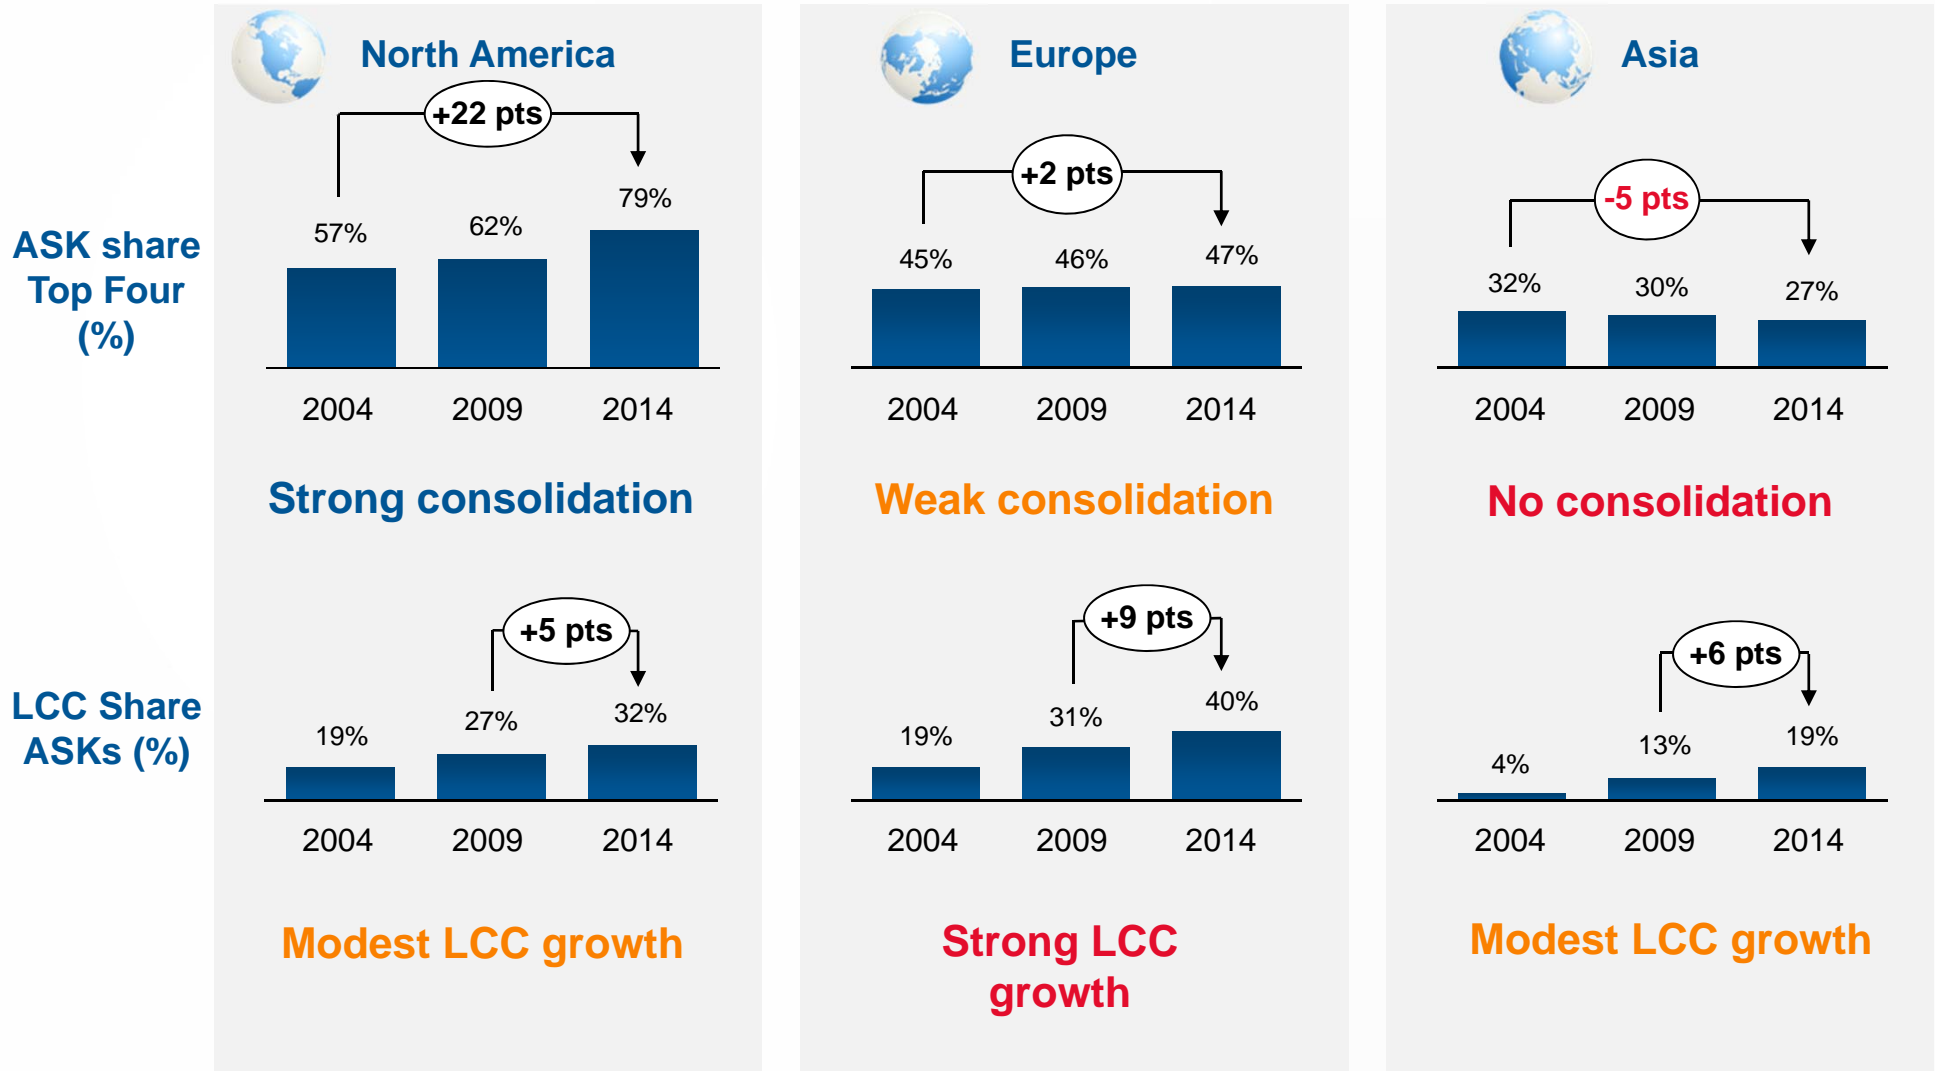 North America
+22 pts
57%
62%
79%
2004
2009
2014
Strong consolidation
+5 pts
19%
27%
32%
2004
2009
2014
Modest LCC growth
Europe
+2 pts
45%
46%
47%
2004
2009
2014
Weak consolidation
+9 pts
19%
31%
40%
2004
2009
2014
Strong LCC
growth
Asia
-5 pts
32%
30%
27%
2004
2009
2014
No consolidation
+6 pts
4%
13%
19%
2004
2009
2014
Modest LCC growth
ASK share
Top Four
(%)
LCC Share
ASKs (%)